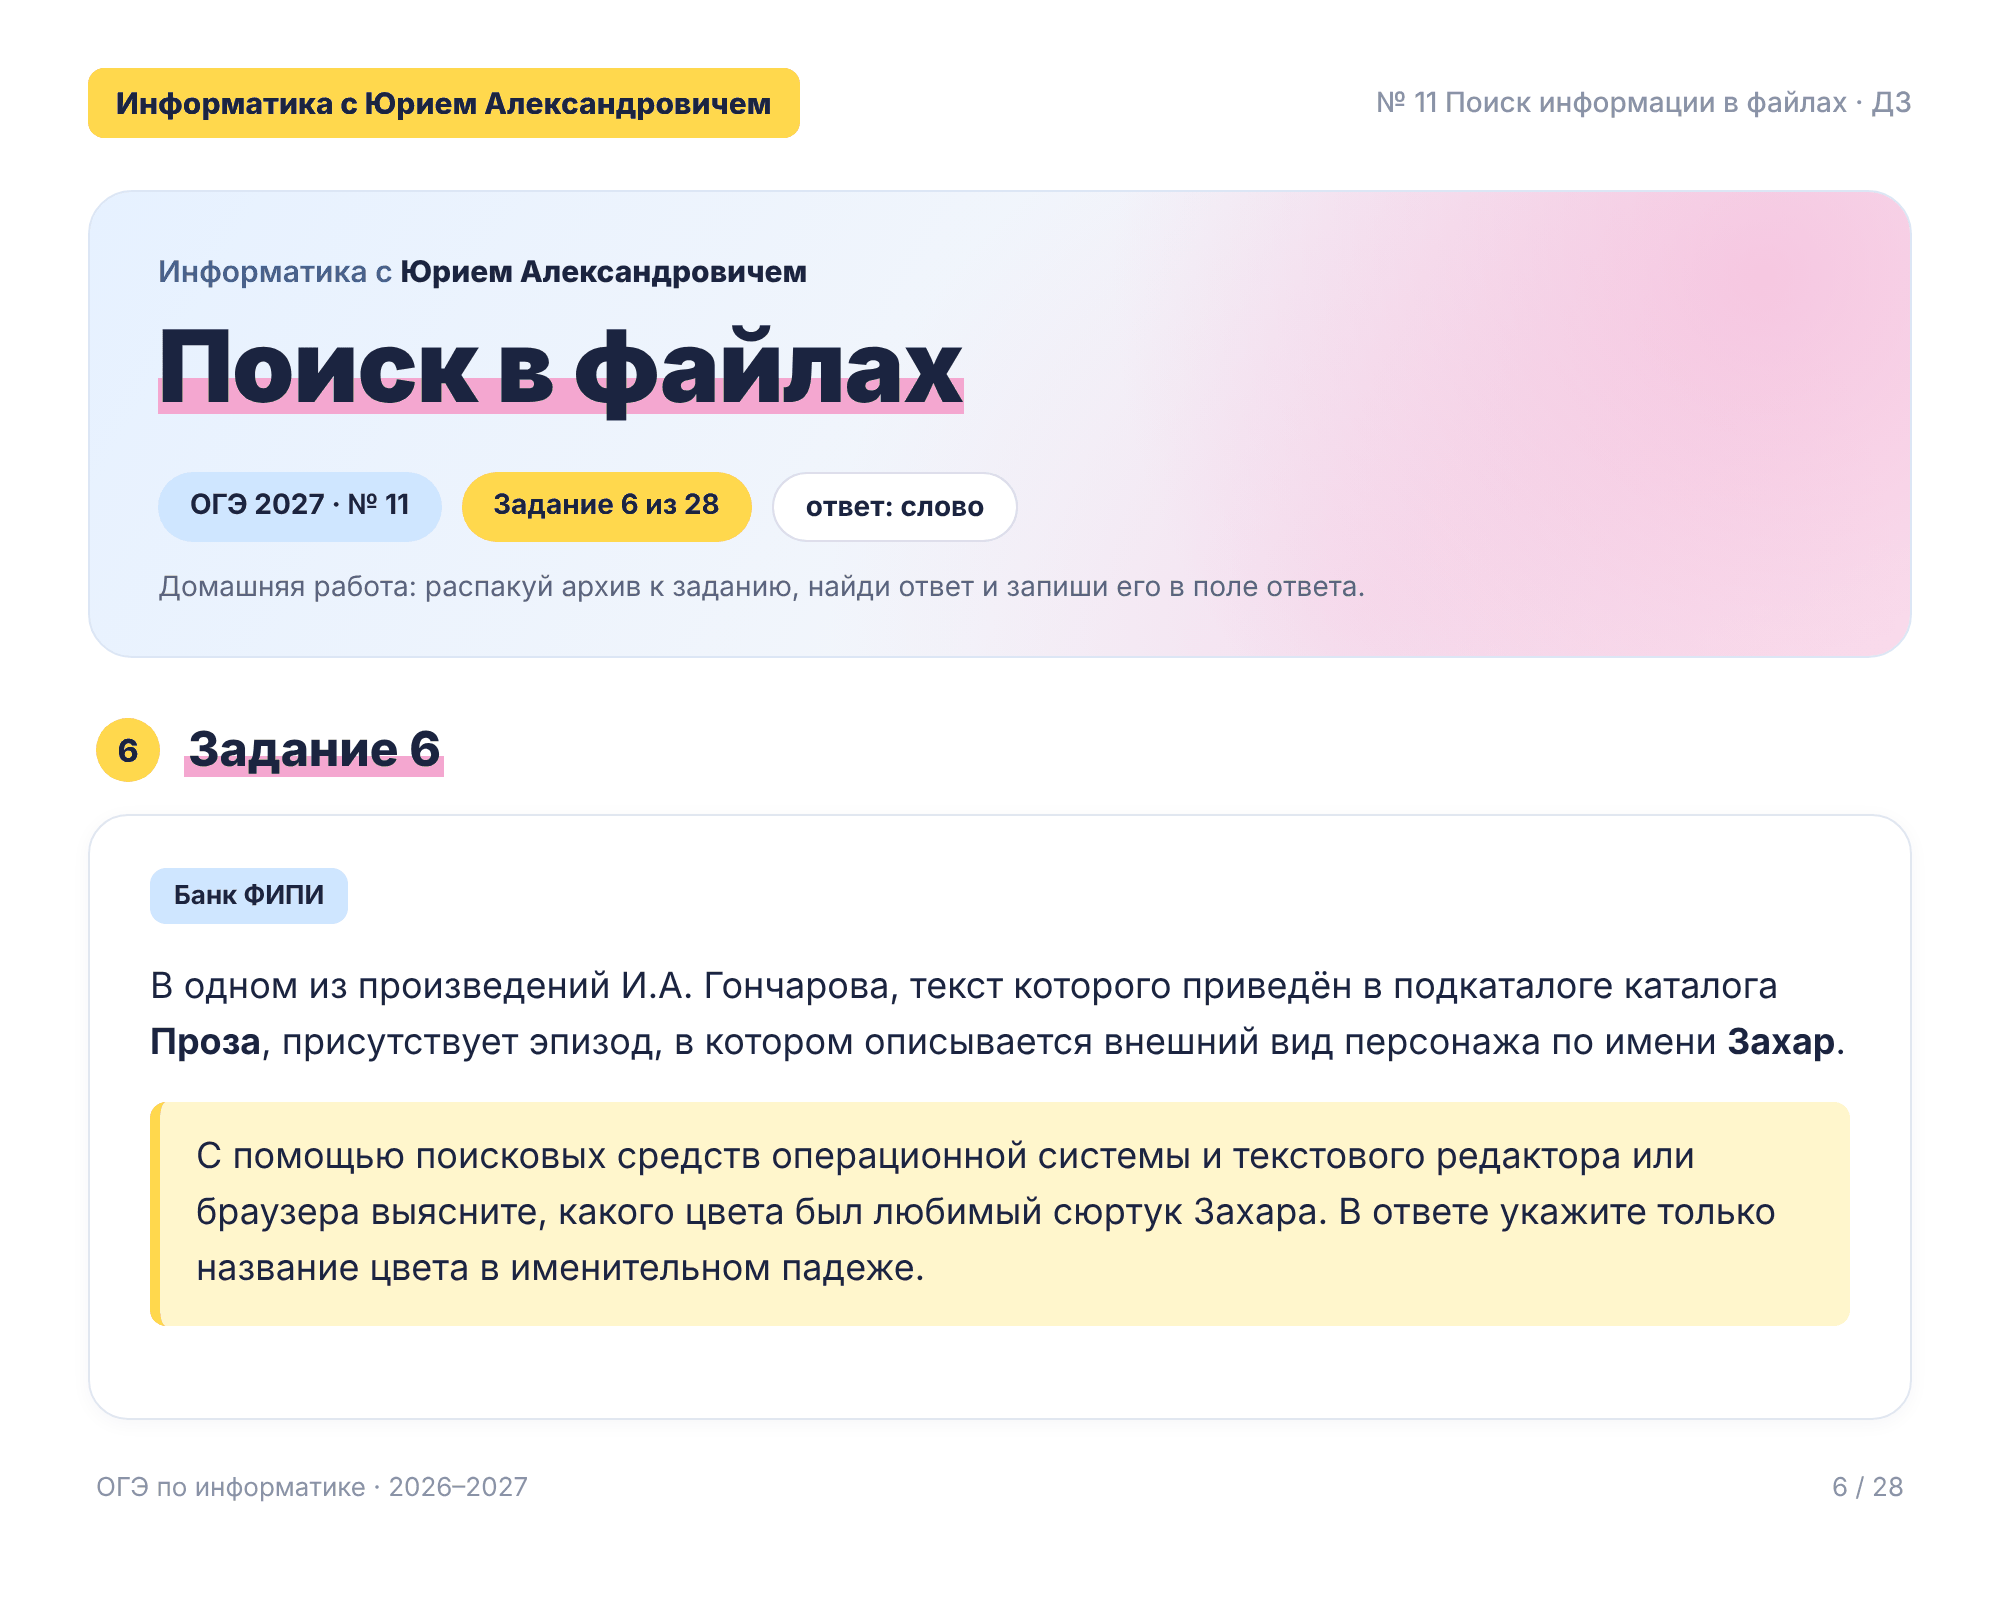 Информатика с Юрием Александровичем
№ 11 Поиск информации в файлах · ДЗ
Информатика с Юрием Александровичем
Поиск в файлах
ОГЭ 2027 · № 11
Задание 6 из 28
ответ: слово
Домашняя работа: распакуй архив к заданию, найди ответ и запиши его в поле ответа.
6
Задание 6
Банк ФИПИ
В одном из произведений И.А. Гончарова, текст которого приведён в подкаталоге каталога
Проза, присутствует эпизод, в котором описывается внешний вид персонажа по имени Захар.
С помощью поисковых средств операционной системы и текстового редактора или
браузера выясните, какого цвета был любимый сюртук Захара. В ответе укажите только
название цвета в именительном падеже.
ОГЭ по информатике · 2026–2027
6 / 28